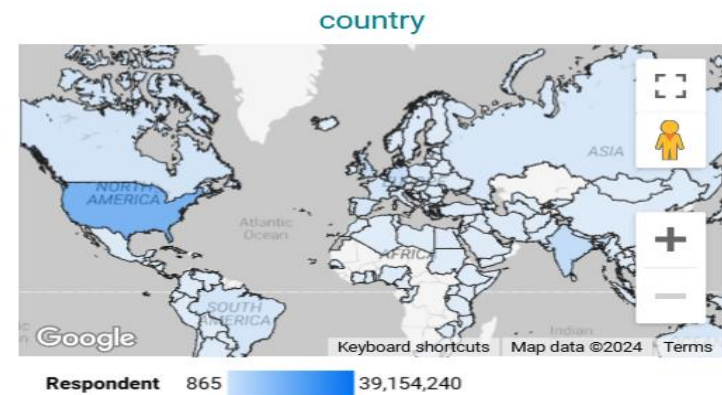 country
ASIA
NORTH
AMERICA
Atlantic
Ocean
AFRICA
SOUTH
AMERICA
Indian
Google
Keyboard shortcuts Map data ©2024 Terms
Respondent 865 39,154,240